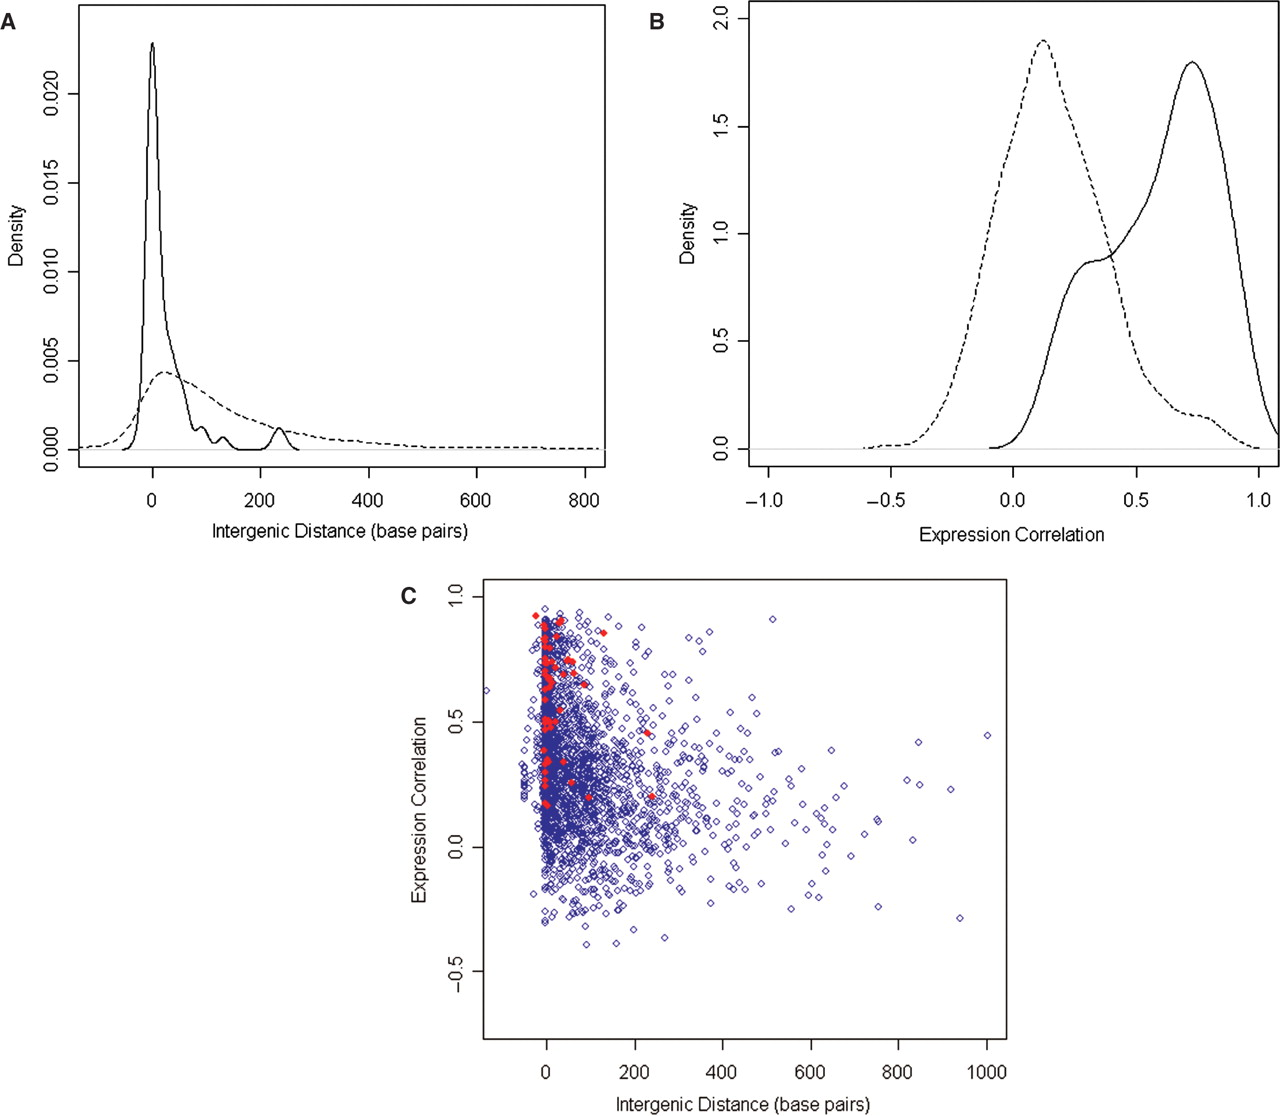 A
0.020
0.015
0.010
0.005
0.000
Density
0 200 400 600 800
Intergenic Distance (base pairs)
B
2.0
1.5
1.0
0.5
0.0
Density
−1.0 −0.5 0.0 0.5 1.0
Expression Correlation
C
1.0
0.5
0.0
−0.5
Expression Correlation
0 200 400 600 800 1000
Intergenic Distance (base pairs)